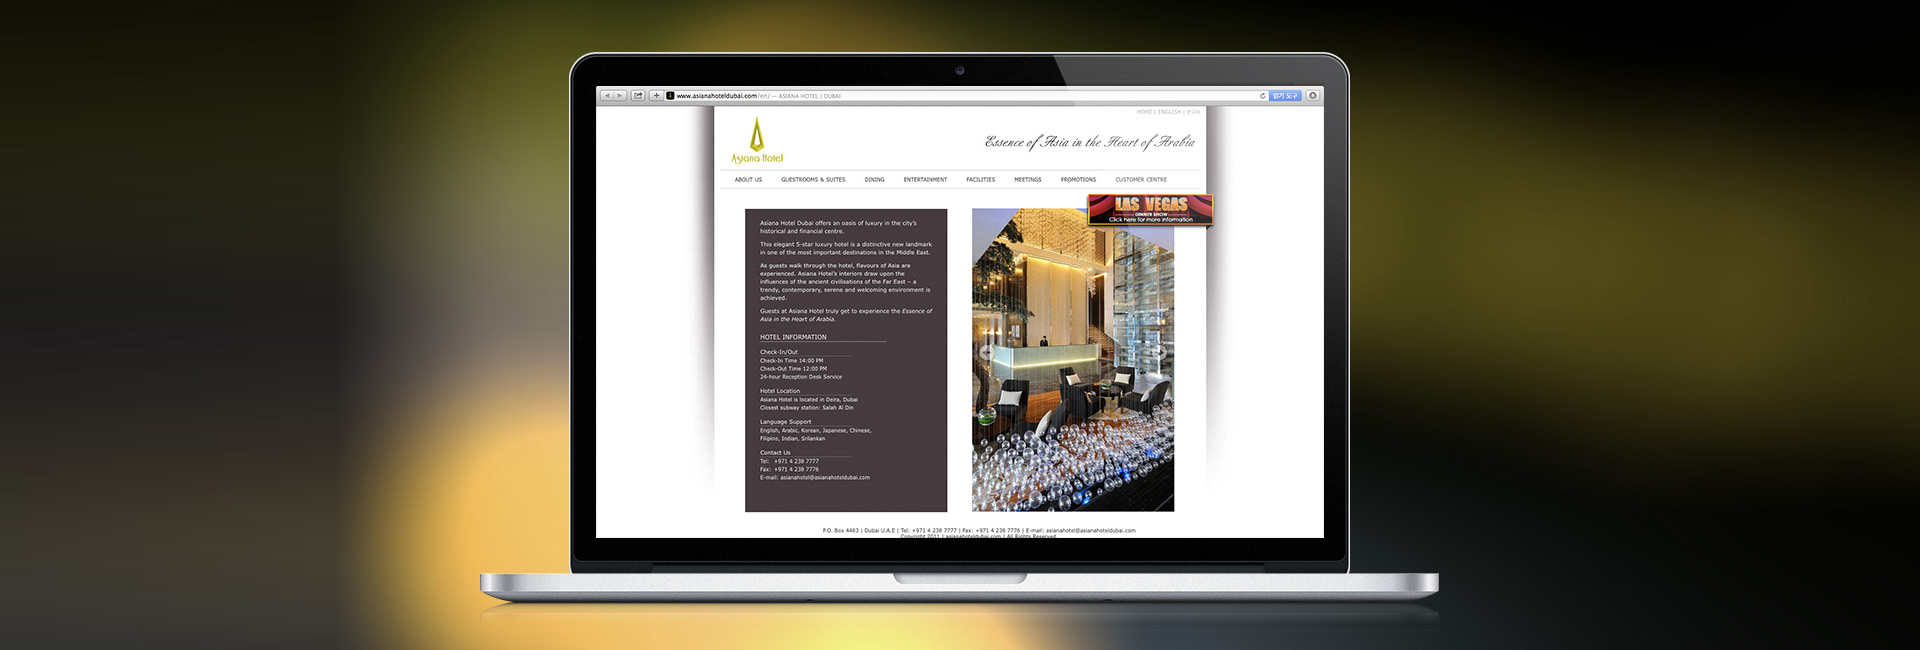 www.asianahoteldubai.com/en/ — ASIANA HOTEL | DUBAI
읽기 도구
HOME | ENGLISH | 한국어
Asiana Hotel
Essence of Asia in the Heart of Arabia
ABOUT US GUESTROOMS & SUITES DINING ENTERTAINMENT FACILITIES MEETINGS PROMOTIONS CUSTOMER CENTRE
LAS VEGAS
DINNER SHOW
Click here for more information
Asiana Hotel Dubai offers an oasis of luxury in the city's
historical and financial centre.
This elegant 5-star luxury hotel is a distinctive new landmark
in one of the most important destinations in the Middle East.
As guests walk through the hotel, flavours of Asia are
experienced. Asiana Hotel's interiors draw upon the
influences of the ancient civilisations of the Far East – a
trendy, contemporary, serene and welcoming environment is
achieved.
Guests at Asiana Hotel truly get to experience the Essence of
Asia in the Heart of Arabia.
HOTEL INFORMATION
Check-In/Out
Check-In Time 14:00 PM
Check-Out Time 12:00 PM
24-hour Reception Desk Service
Hotel Location
Asiana Hotel is located in Deira, Dubai
Closest subway station: Salah Al Din
Language Support
English, Arabic, Korean, Japanese, Chinese,
Filipino, Indian, Srilankan
Contact Us
Tel: +971 4 238 7777
Fax: +971 4 238 7776
E-mail: asianahotel@asianahoteldubai.com
P.O. Box 4483 | Dubai U.A.E | Tel: +971 4 238 7777 | Fax: +971 4 238 7776 | E-mail: asianahotel@asianahoteldubai.com
Copyright 2011 | asianahoteldubai.com | All Rights Reserved